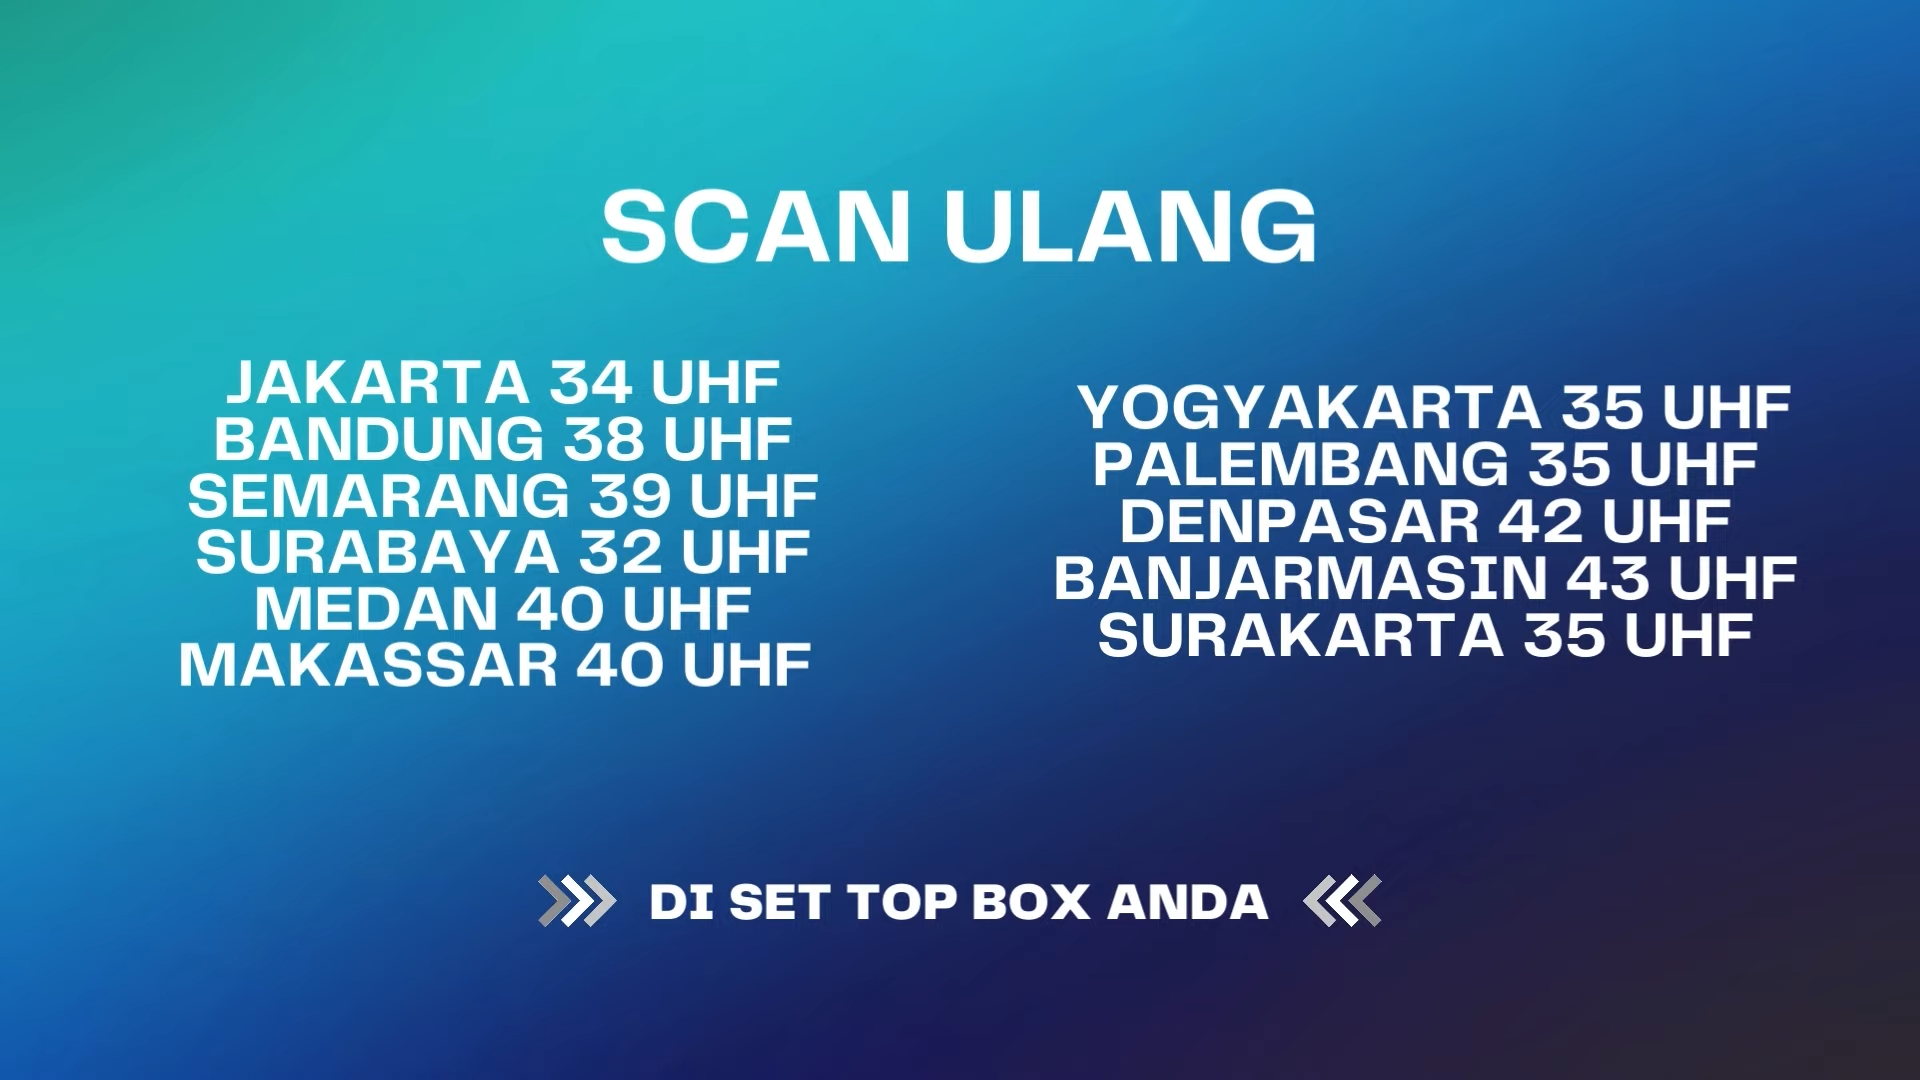 SCAN ULANG
JAKARTA 34 UHF
BANDUNG 38 UHF
SEMARANG 39 UHF
SURABAYA 32 UHF
MEDAN 40 UHF
MAKASSAR 40 UHF
YOGYAKARTA 35 UHF
PALEMBANG 35 UHF
DENPASAR 42 UHF
BANJARMASIN 43 UHF
SURAKARTA 35 UHF
DI SET TOP BOX ANDA